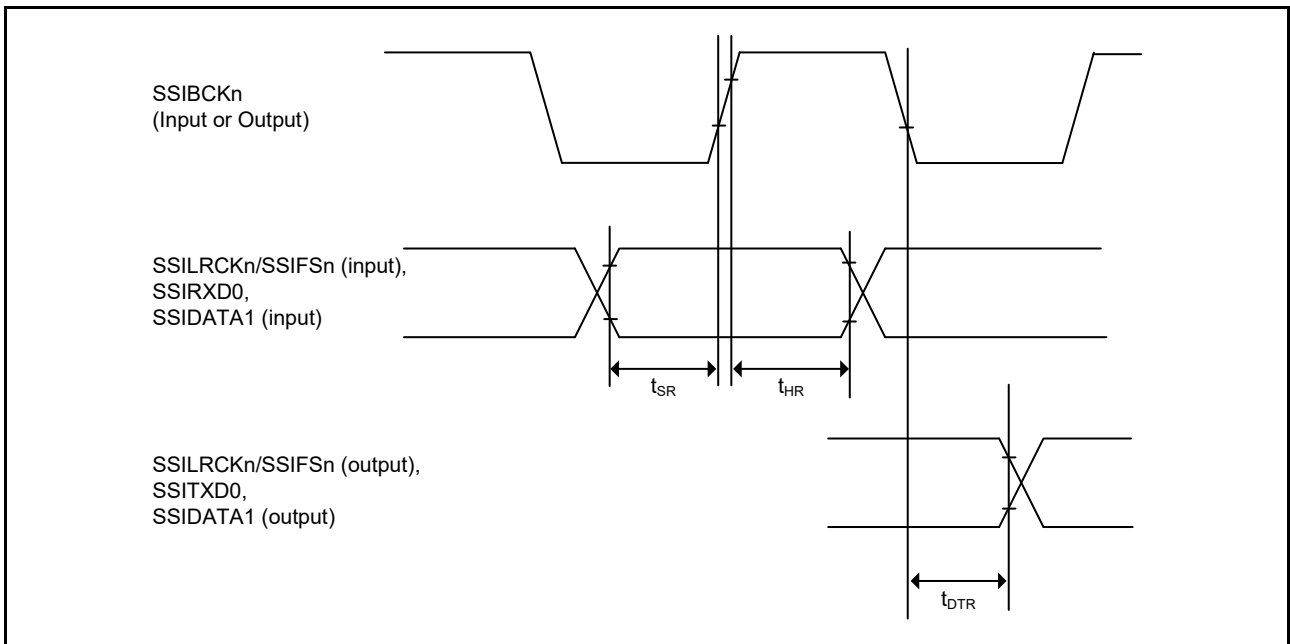 SSIBCKn
(Input or Output)
SSILRCKn/SSIFSn (input),
SSIRXD0,
SSIDATA1 (input)
tSR
tHR
SSILRCKn/SSIFSn (output),
SSITXD0,
SSIDATA1 (output)
tDTR